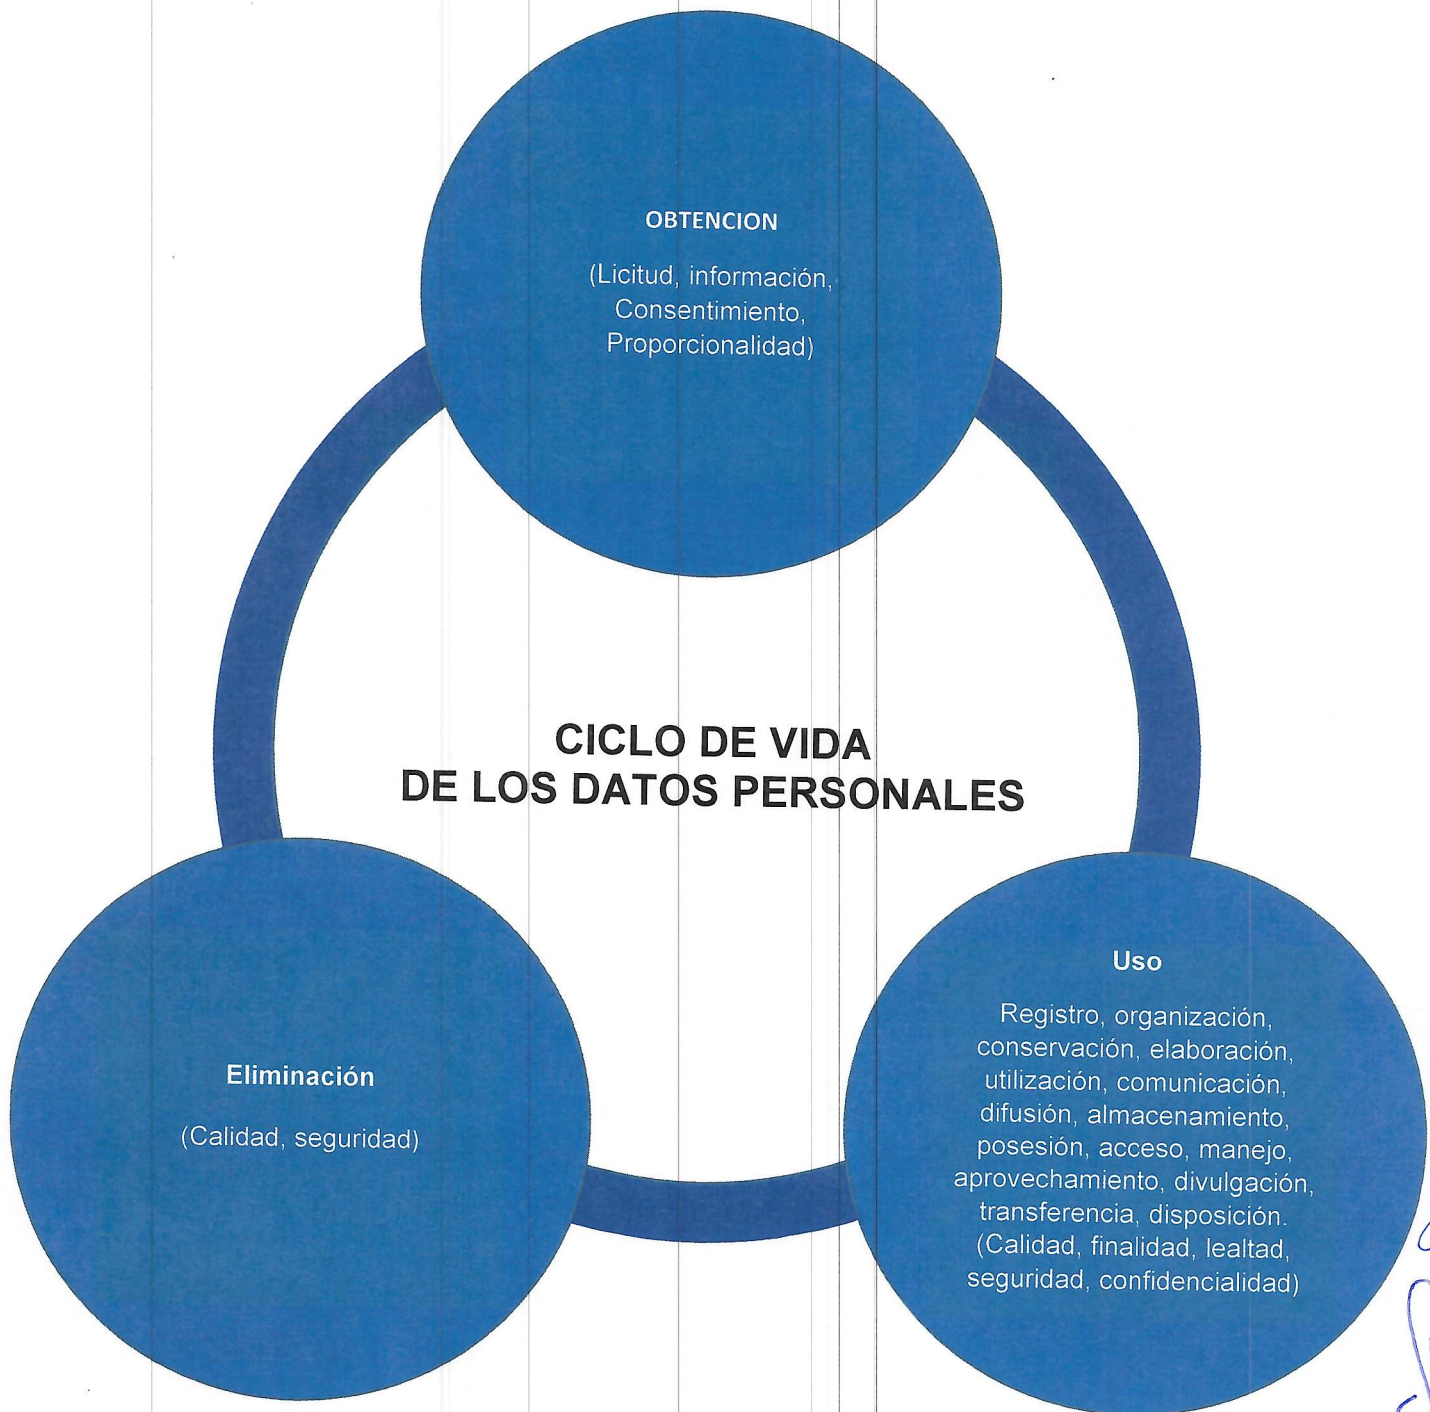 OBTENCION
(Licitud, información,
Consentimiento,
Proporcionalidad)
CICLO DE VIDA
DE LOS DATOS PERSONALES
Uso
Registro, organización,
conservación, elaboración,
utilización, comunicación,
difusión, almacenamiento,
posesión, acceso, manejo,
aprovechamiento, divulgación,
transferencia, disposición.
(Calidad, finalidad, lealtad,
seguridad, confidencialidad)
Eliminación
(Calidad, seguridad)